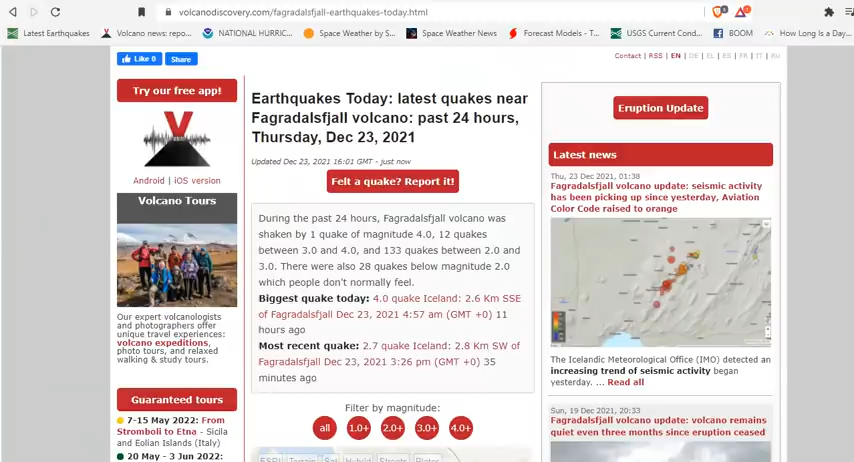 volcanodiscovery.com/fagradalsfjall-earthquakes-today.html
Latest Earthquakes
Volcano news: repo...
NATIONAL HURRIC...
Space Weather by S...
Space Weather News
Forecast Models - T...
USGS Current Cond...
BOOM
How Long Is a Day...
Like 0
Share
Contact | RSS | EN | DE | EL | ES | FR | IT | RU
Try our free app!
Android | iOS version
Volcano Tours
Our expert volcanologists
and photographers offer
unique travel experiences:
volcano expeditions,
photo tours, and relaxed
walking & study tours.
Guaranteed tours
7-15 May 2022: From
Stromboli to Etna - Sicily
and Eolian Islands (Italy)
20 May - 3 Jun 2022:
Earthquakes Today: latest quakes near
Fagradalsfjall volcano: past 24 hours,
Thursday, Dec 23, 2021
Updated Dec 23, 2021 16:01 GMT - just now
Felt a quake? Report it!
During the past 24 hours, Fagradalsfjall volcano was
shaken by 1 quake of magnitude 4.0, 12 quakes
between 3.0 and 4.0, and 133 quakes between 2.0 and
3.0. There were also 28 quakes below magnitude 2.0
which people don't normally feel.
Biggest quake today: 4.0 quake Iceland: 2.6 Km SSE
of Fagradalsfjall Dec 23, 2021 4:57 am (GMT +0) 11
hours ago
Most recent quake: 2.7 quake Iceland: 2.8 Km SW of
Fagradalsfjall Dec 23, 2021 3:26 pm (GMT +0) 35
minutes ago
Filter by magnitude:
all 1.0+ 2.0+ 3.0+ 4.0+
ESRI Terrain Sat Hybrid Streets Relief
Eruption Update
Latest news
Thu, 23 Dec 2021, 01:38
Fagradalsfjall volcano update: seismic activity
has been picking up since yesterday, Aviation
Color Code raised to orange
The Icelandic Meteorological Office (IMO) detected an
increasing trend of seismic activity began
yesterday. ... Read all
Sun, 19 Dec 2021, 20:33
Fagradalsfjall volcano update: volcano remains
quiet even three months since eruption ceased